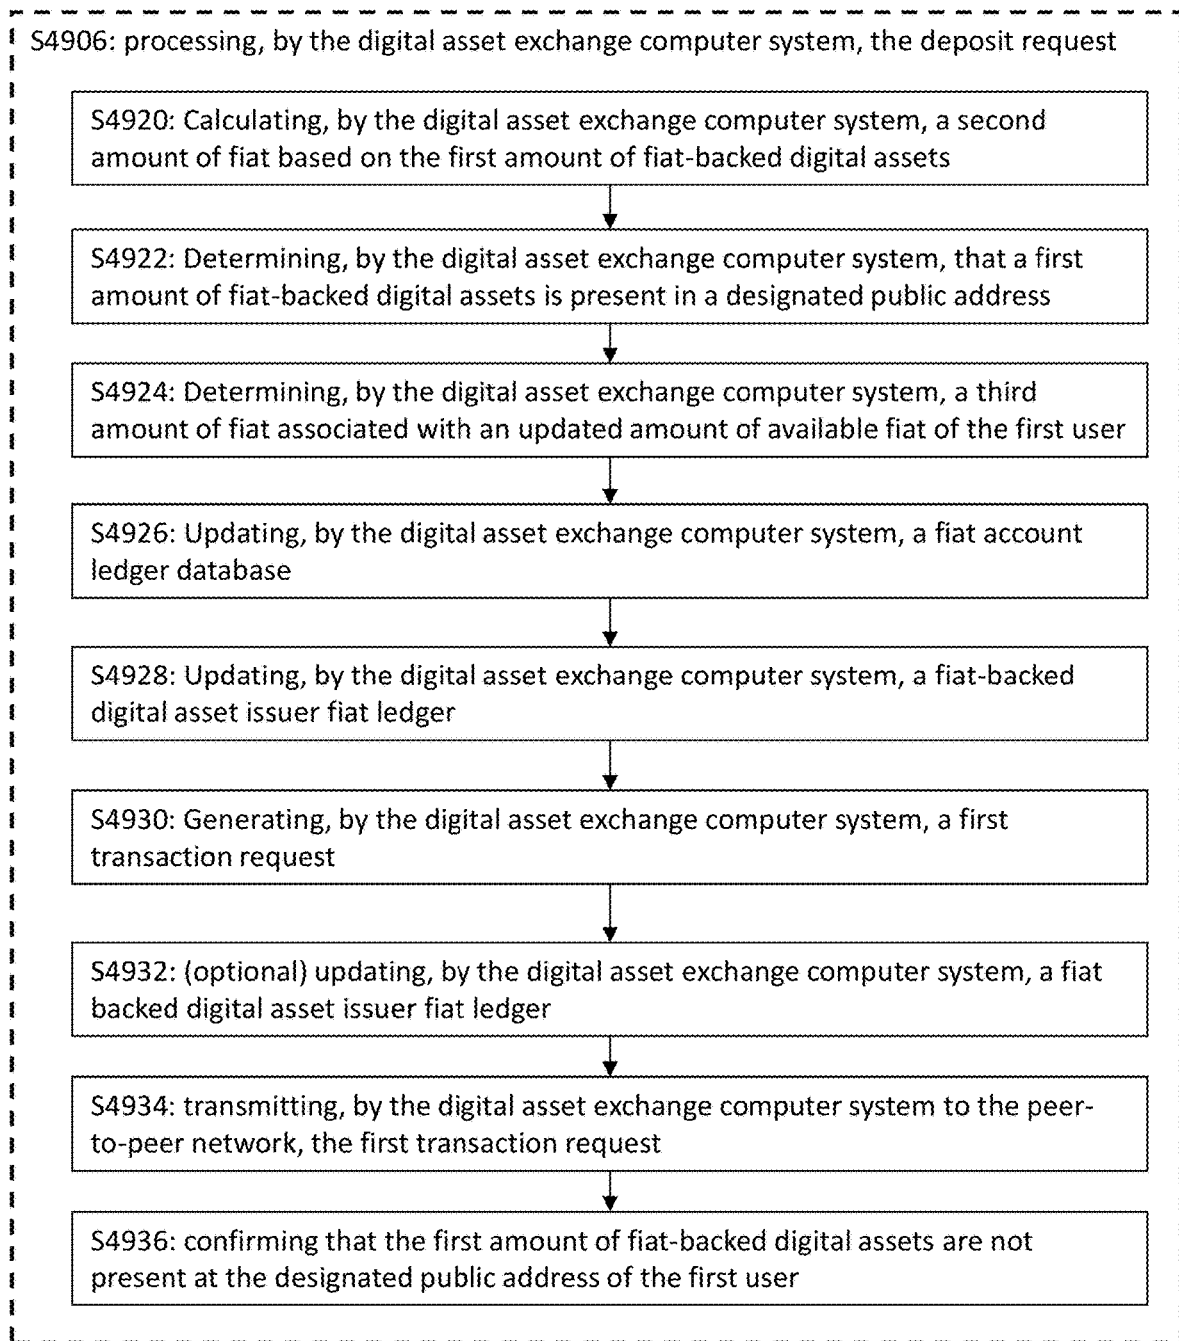 S4906: processing, by the digital asset exchange computer system, the deposit request
S4920: Calculating, by the digital asset exchange computer system, a second
amount of fiat based on the first amount of fiat-backed digital assets
S4922: Determining, by the digital asset exchange computer system, that a first
amount of fiat-backed digital assets is present in a designated public address
S4924: Determining, by the digital asset exchange computer system, a third
amount of fiat associated with an updated amount of available fiat of the first user
S4926: Updating, by the digital asset exchange computer system, a fiat account
ledger database
S4928: Updating, by the digital asset exchange computer system, a fiat-backed
digital asset issuer fiat ledger
S4930: Generating, by the digital asset exchange computer system, a first
transaction request
S4932: (optional) updating, by the digital asset exchange computer system, a fiat
backed digital asset issuer fiat ledger
S4934: transmitting, by the digital asset exchange computer system to the peer-
to-peer network, the first transaction request
S4936: confirming that the first amount of fiat-backed digital assets are not
present at the designated public address of the first user